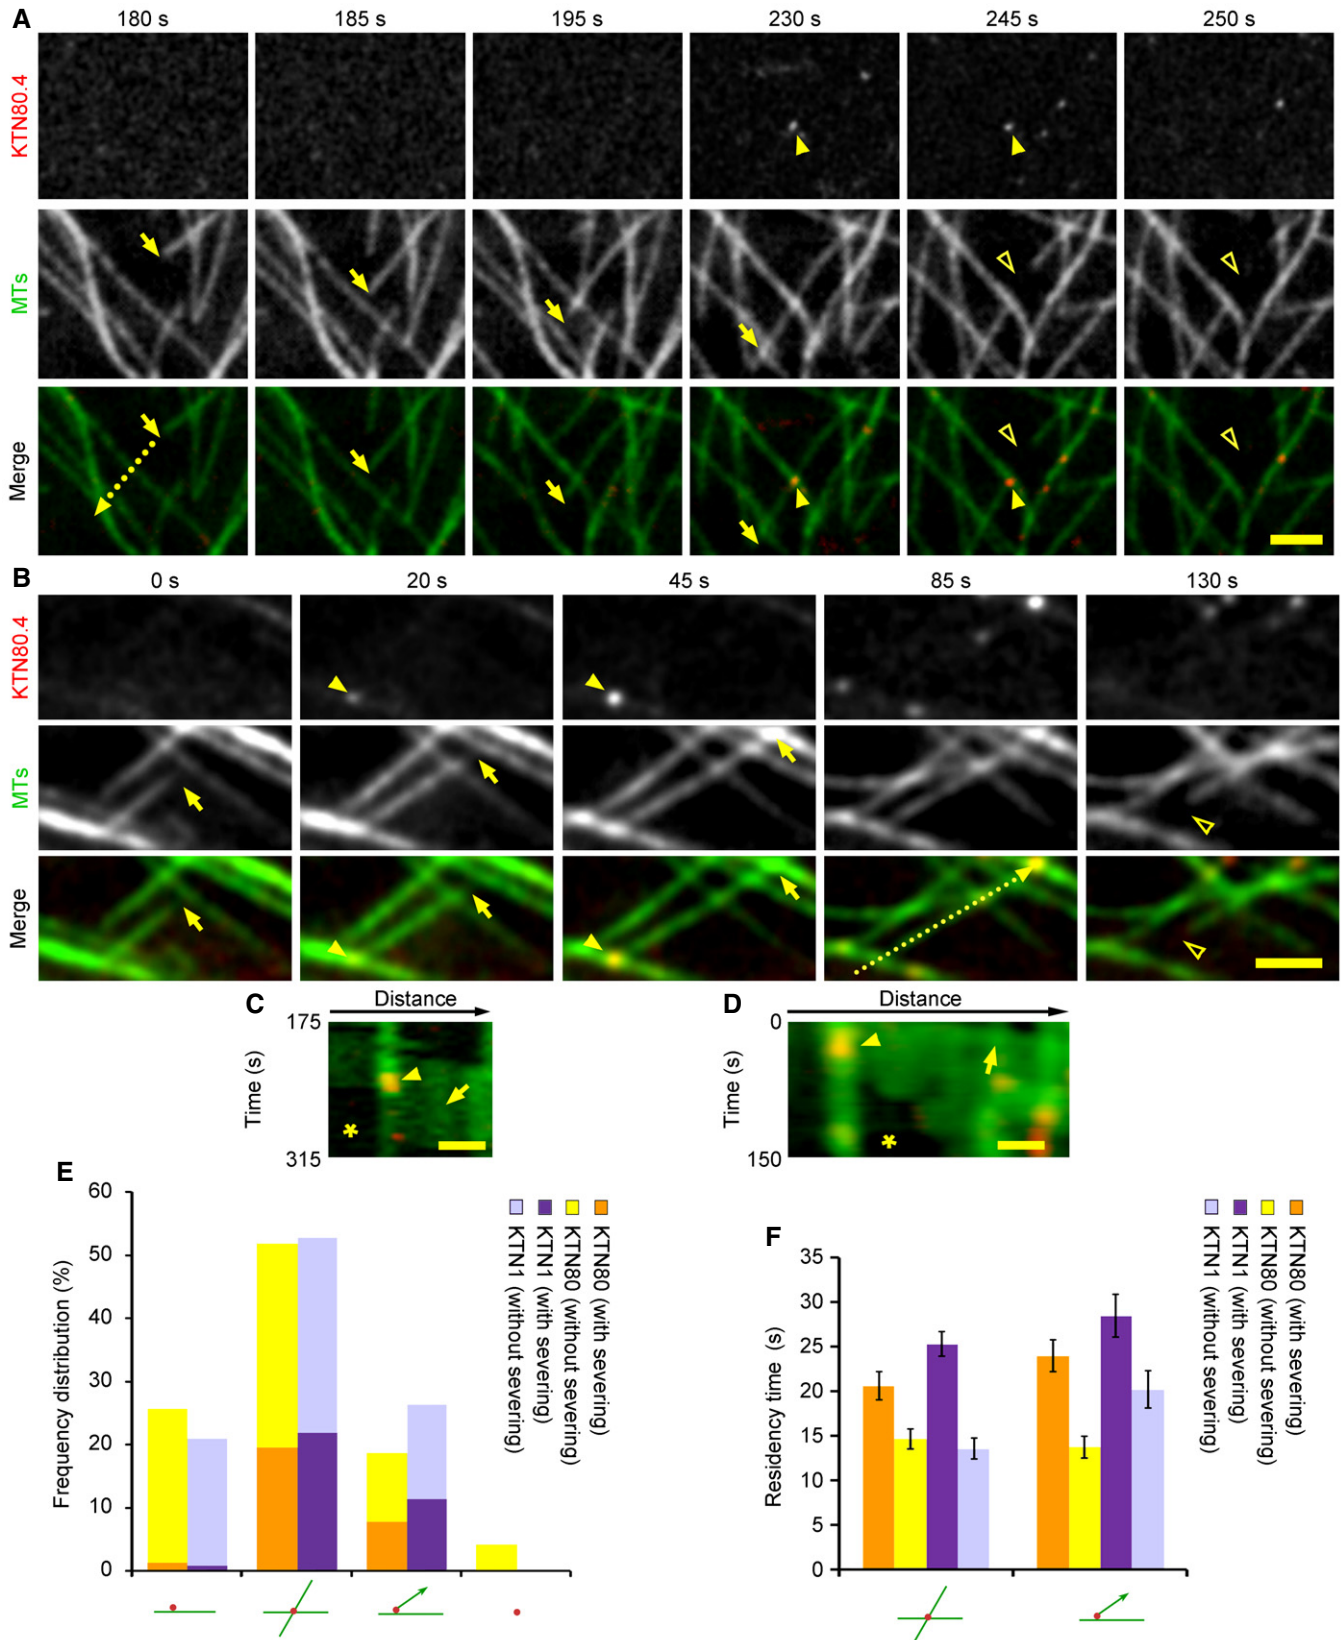 A
180 s 185 s 195 s 230 s 245 s 250 s
KTN80.4
MTs
Merge
B
0 s 20 s 45 s 85 s 130 s
KTN80.4
MTs
Merge
C
Distance
175
Time (s)
315
*
D
Distance
0
Time (s)
150
*
E
60
50
40
30
20
10
0
Frequency distribution (%)
KTN1 (without severing)
KTN1 (with severing)
KTN80 (without severing)
KTN80 (with severing)
F
35
30
25
20
15
10
5
0
Residency time (s)
KTN1 (without severing)
KTN1 (with severing)
KTN80 (without severing)
KTN80 (with severing)